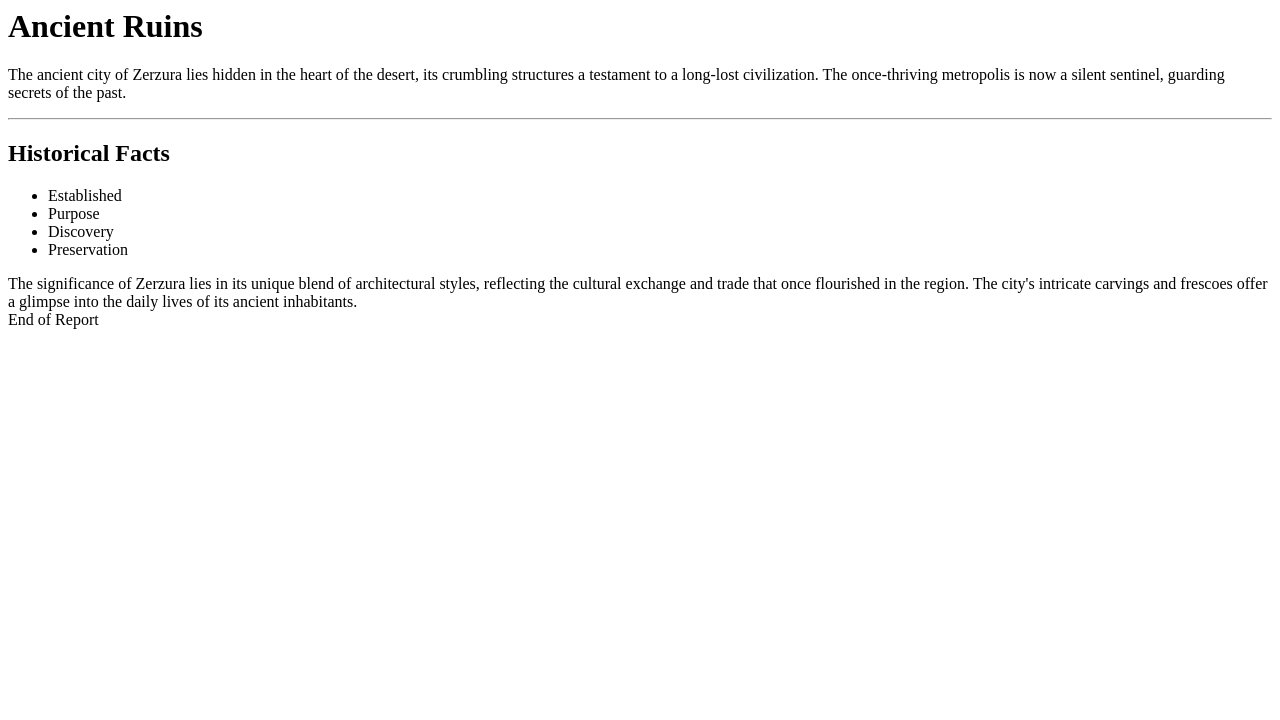 Ancient Ruins
The ancient city of Zerzura lies hidden in the heart of the desert, its crumbling structures a testament to a long-lost civilization. The once-thriving metropolis is now a silent sentinel, guarding
secrets of the past.
Historical Facts
Established
Purpose
Discovery
Preservation
The significance of Zerzura lies in its unique blend of architectural styles, reflecting the cultural exchange and trade that once flourished in the region. The city's intricate carvings and frescoes offer
a glimpse into the daily lives of its ancient inhabitants.
End of Report